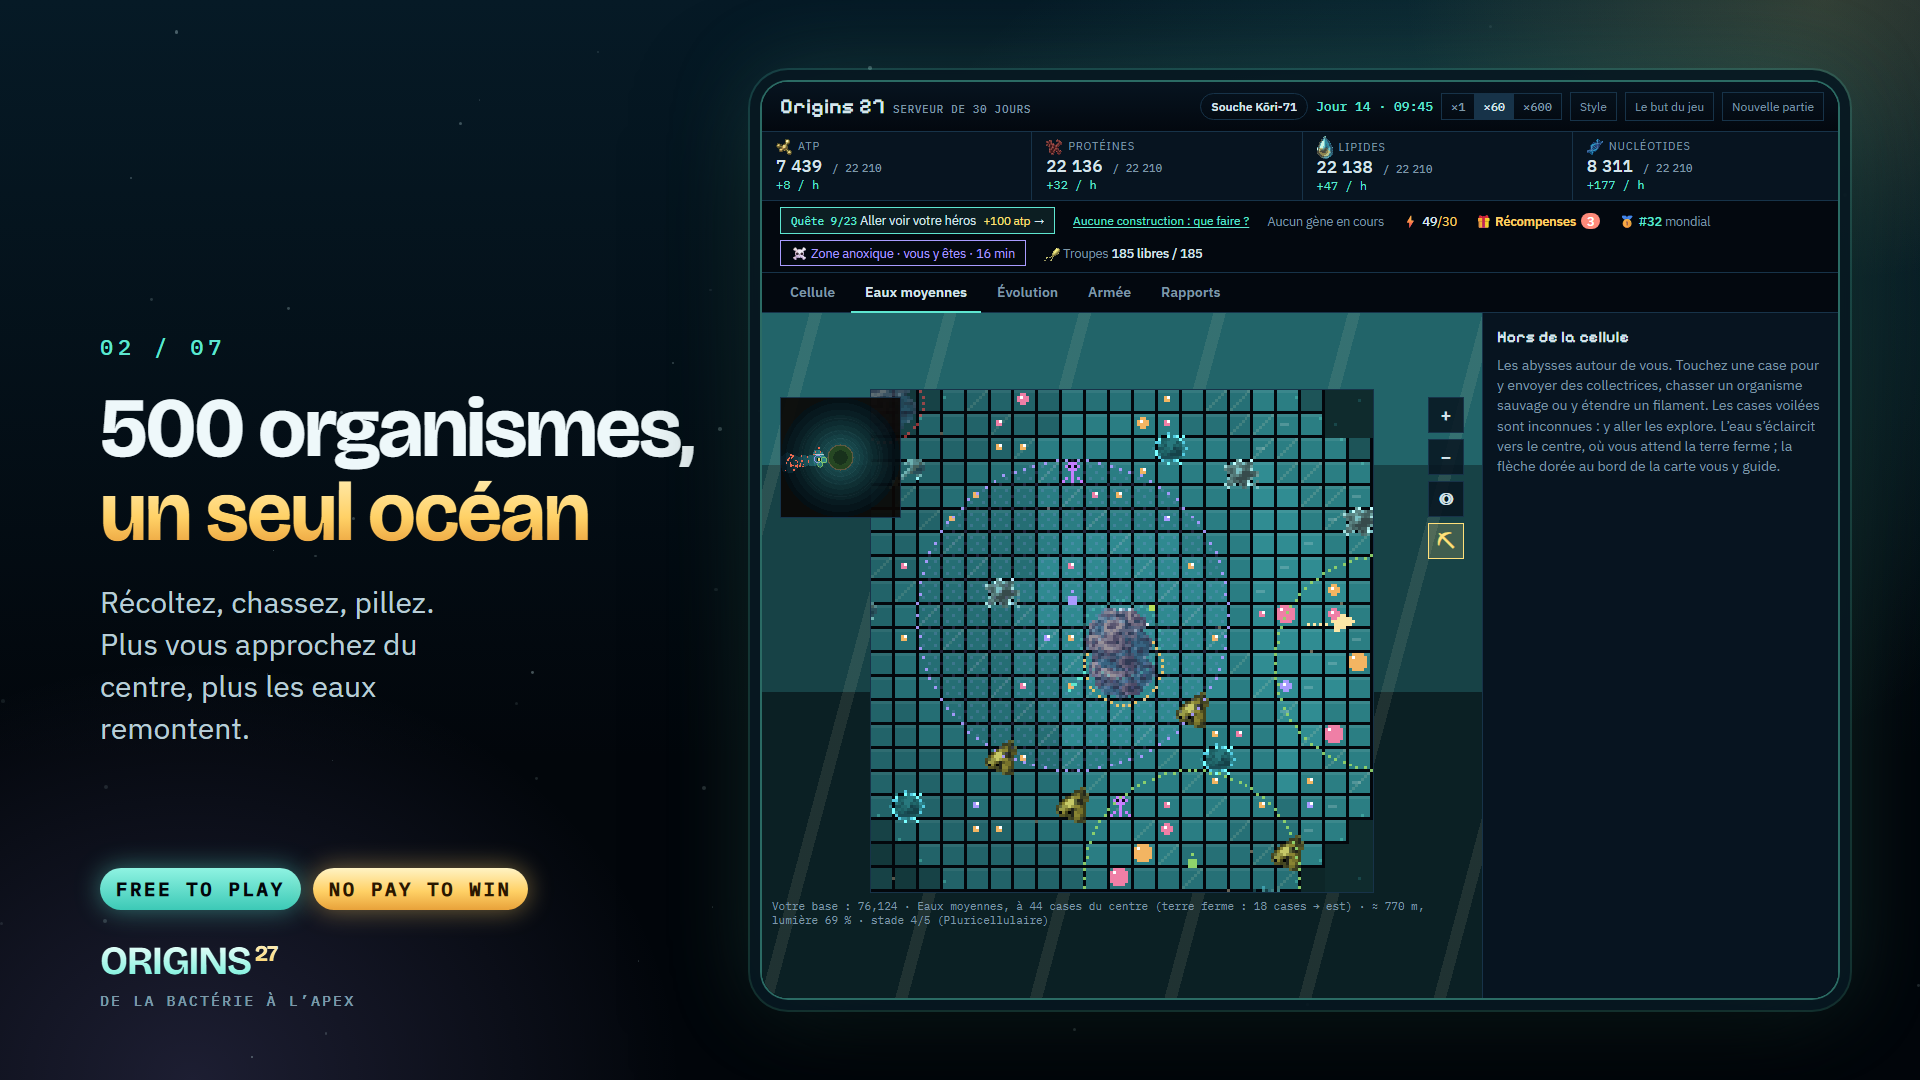 02 / 07
500 organismes,
un seul océan
Récoltez, chassez, pillez.
Plus vous approchez du
centre, plus les eaux
remontent.
FREE TO PLAY
NO PAY TO WIN
ORIGINS 27
DE LA BACTÉRIE À L’APEX
Origins 27 SERVEUR DE 30 JOURS
Souche Kōri-71
Jour 14 · 09:45
×1 ×60 ×600
Style
Le but du jeu
Nouvelle partie
ATP
7 439 / 22 210
+8 / h
PROTÉINES
22 136 / 22 210
+32 / h
LIPIDES
22 138 / 22 210
+47 / h
NUCLÉOTIDES
8 311 / 22 210
+177 / h
Quête 9/23 Aller voir votre héros +100 atp →
Aucune construction : que faire ?
Aucun gène en cours
49/30
Récompenses 3
#32 mondial
Zone anoxique · vous y êtes · 16 min
Troupes 185 libres / 185
Cellule
Eaux moyennes
Évolution
Armée
Rapports
+
−
Hors de la cellule
Les abysses autour de vous. Touchez une case pour
y envoyer des collectrices, chasser un organisme
sauvage ou y étendre un filament. Les cases voilées
sont inconnues : y aller les explore. L’eau s’éclaircit
vers le centre, où vous attend la terre ferme ; la
flèche dorée au bord de la carte vous y guide.
Votre base : 76,124 · Eaux moyennes, à 44 cases du centre (terre ferme : 18 cases → est) · ≈ 770 m,
lumière 69 % · stade 4/5 (Pluricellulaire)